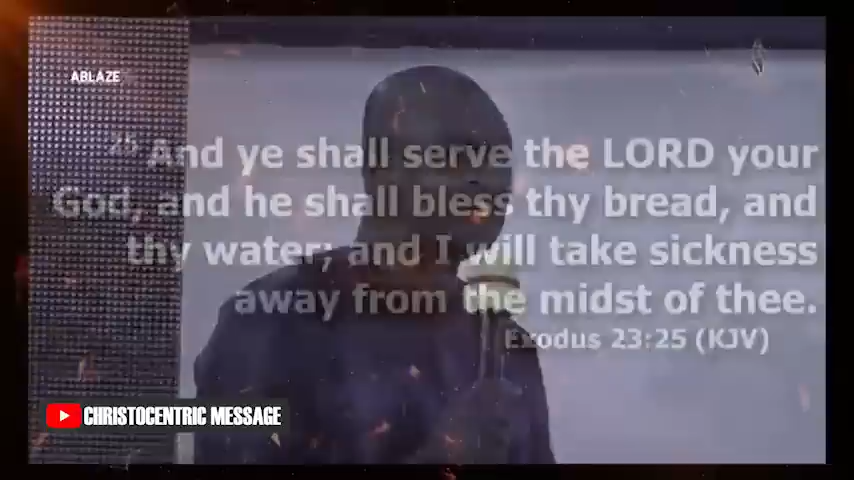 ABLAZE
25 And ye shall serve the LORD your
God, and he shall bless thy bread, and
thy water; and I will take sickness
away from the midst of thee.
Exodus 23:25 (KJV)
CHRISTOCENTRIC MESSAGE